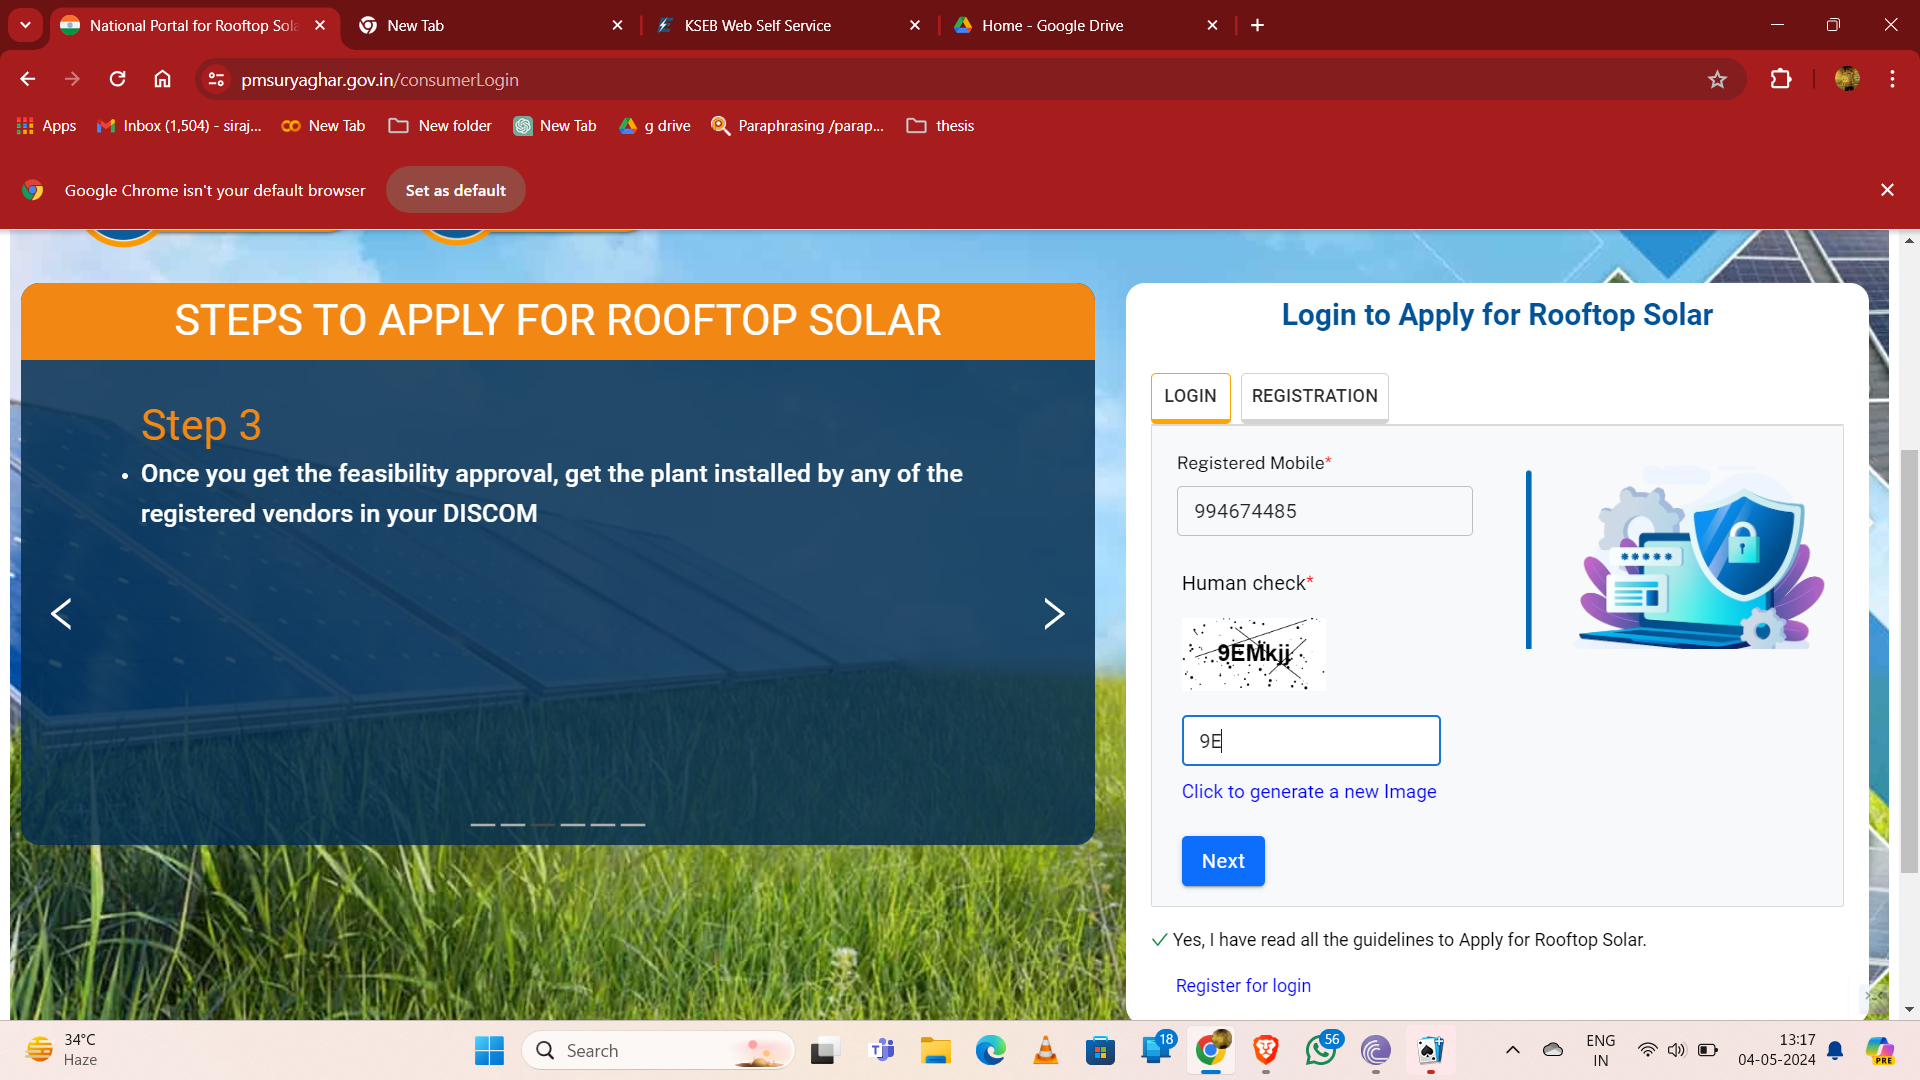 National Portal for Rooftop Sola
New Tab
KSEB Web Self Service
Home - Google Drive
pmsuryaghar.gov.in/consumerLogin
Apps
Inbox (1,504) - siraj...
New Tab
New folder
New Tab
g drive
Paraphrasing /parap...
thesis
Google Chrome isn't your default browser
Set as default
STEPS TO APPLY FOR ROOFTOP SOLAR
Step 3
• Once you get the feasibility approval, get the plant installed by any of the
registered vendors in your DISCOM
Login to Apply for Rooftop Solar
LOGIN
REGISTRATION
Registered Mobile*
994674485
Human check*
9EMkjj
9E
Click to generate a new Image
Next
Yes, I have read all the guidelines to Apply for Rooftop Solar.
Register for login
34°C
Haze
Search
18
56
PRE
ENG
IN
13:17
04-05-2024